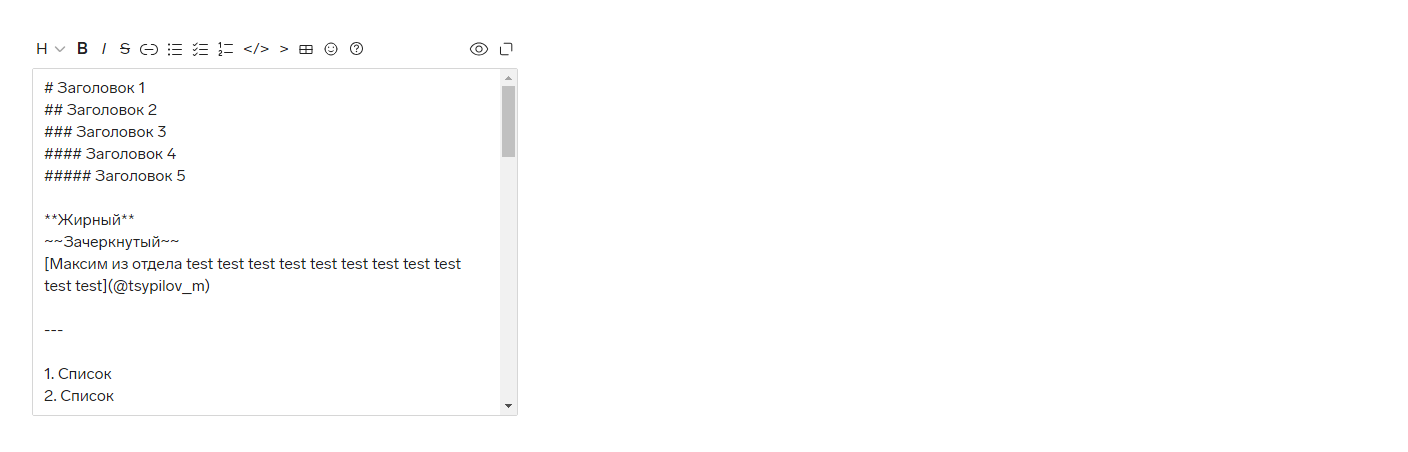 H B I S </> >
# Заголовок 1
## Заголовок 2
### Заголовок 3
#### Заголовок 4
##### Заголовок 5
**Жирный**
~~Зачеркнутый~~
[Максим из отдела test test test test test test test test test
test test](@tsypilov_m)
---
1. Список
2. Список